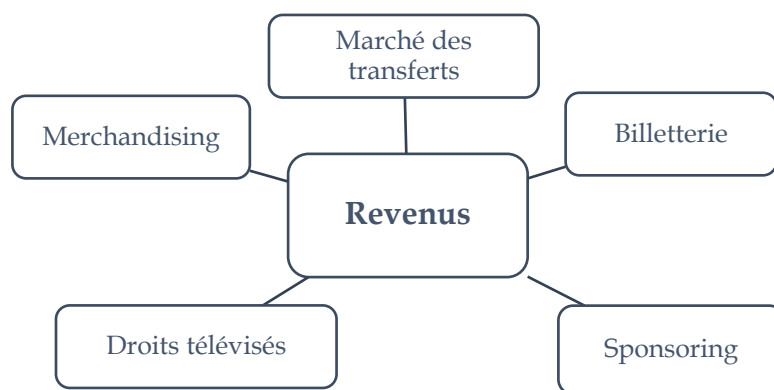 Marché des
transferts
Merchandising
Billetterie
Revenus
Droits télévisés
Sponsoring